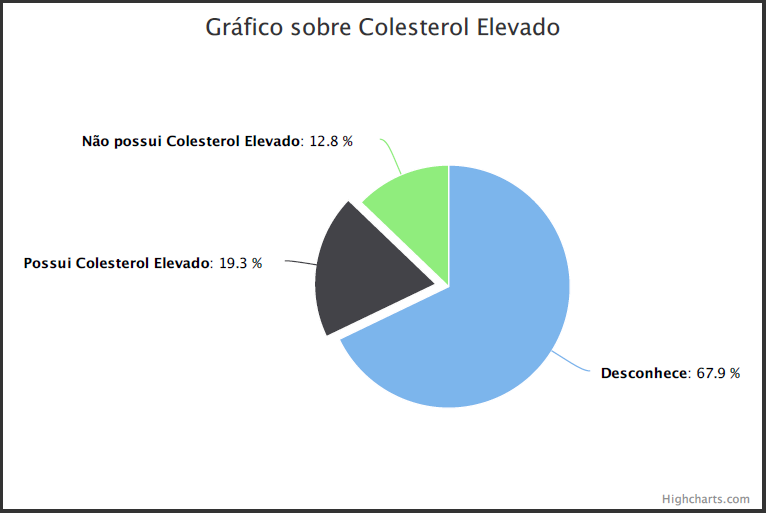 Gráfico sobre Colesterol Elevado
Não possui Colesterol Elevado: 12.8 %
Possui Colesterol Elevado: 19.3 %
Desconhece: 67.9 %
Highcharts.com